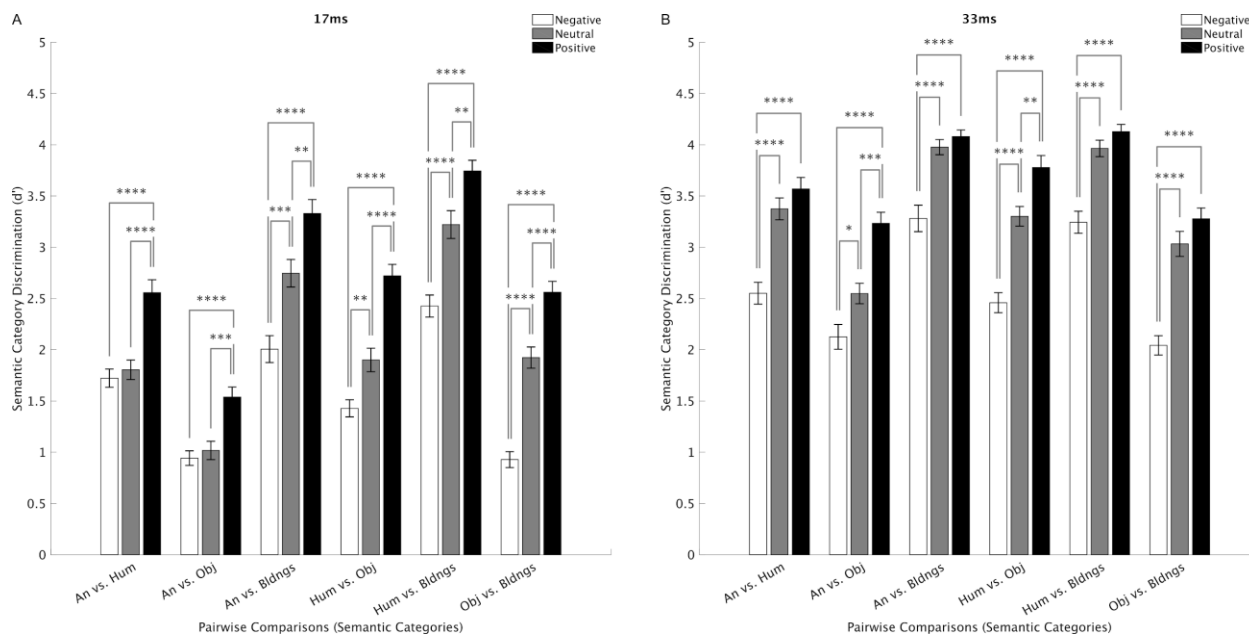 A
17ms
Negative
Neutral
Positive
Semantic Category Discrimination (d')
5
4.5
4
3.5
3
2.5
2
1.5
1
0.5
0
****
****
****
***
****
***
**
****
**
****
****
****
**
****
****
****
An vs. Hum
An vs. Obj
An vs. Bldngs
Hum vs. Obj
Hum vs. Bldngs
Obj vs. Bldngs
Pairwise Comparisons (Semantic Categories)
B
33ms
Negative
Neutral
Positive
Semantic Category Discrimination (d')
5
4.5
4
3.5
3
2.5
2
1.5
1
0.5
0
****
****
****
*
***
****
****
****
****
**
****
****
****
****
An vs. Hum
An vs. Obj
An vs. Bldngs
Hum vs. Obj
Hum vs. Bldngs
Obj vs. Bldngs
Pairwise Comparisons (Semantic Categories)